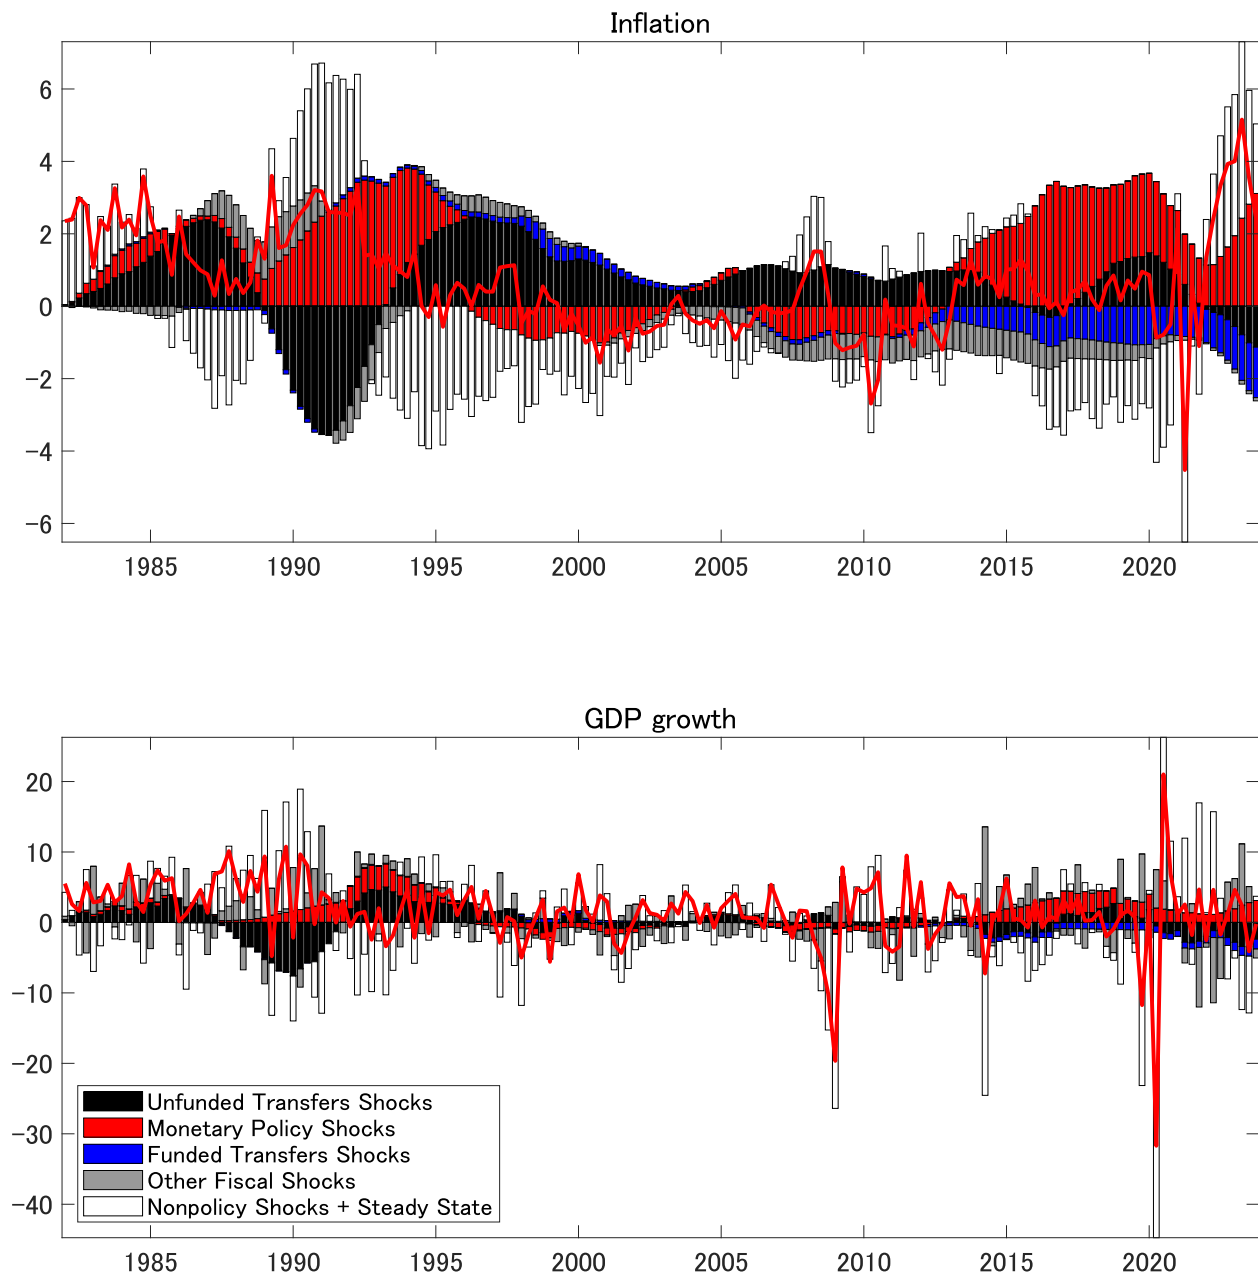 Inflation
6
4
2
0
-2
-4
-6
1985 1990 1995 2000 2005 2010 2015 2020
GDP growth
20
10
0
-10
-20
-30
-40
Unfunded Transfers Shocks
Monetary Policy Shocks
Funded Transfers Shocks
Other Fiscal Shocks
Nonpolicy Shocks + Steady State
1985 1990 1995 2000 2005 2010 2015 2020